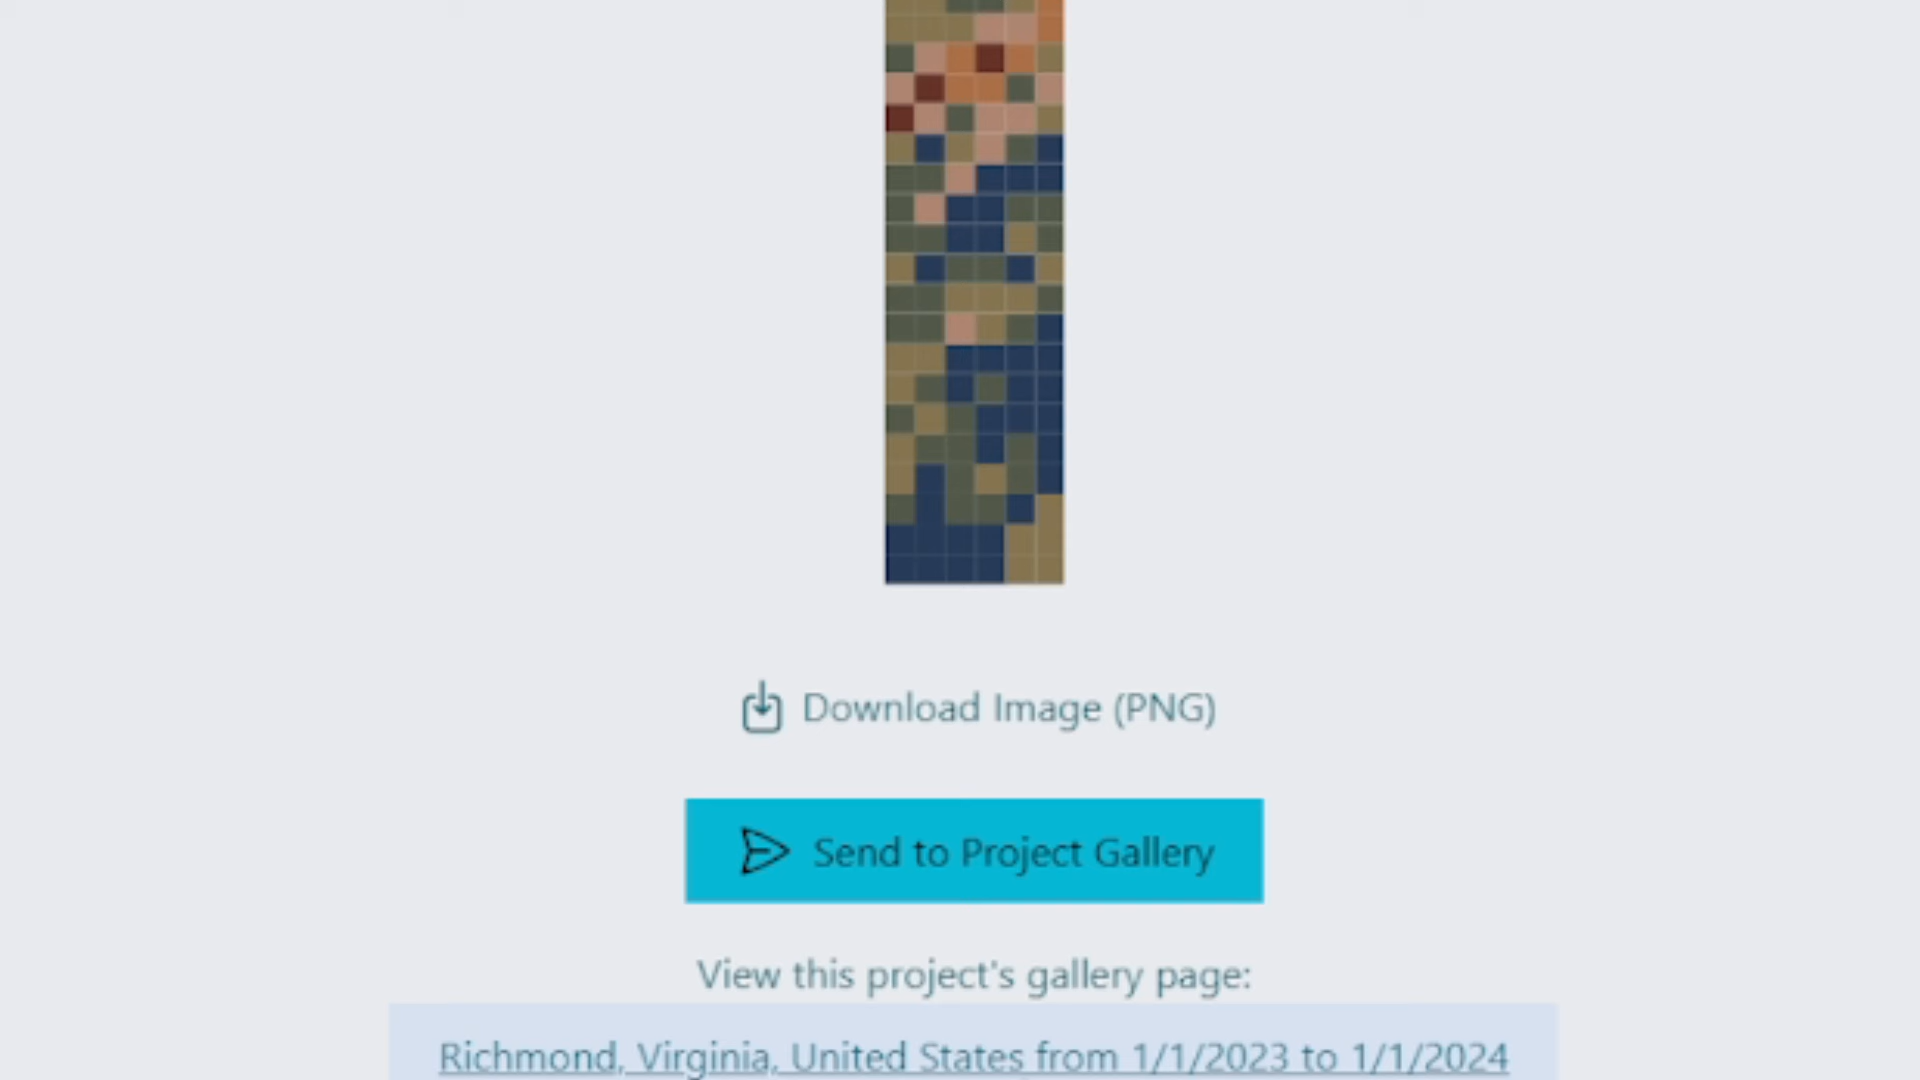 Download Image (PNG)
Send to Project Gallery
View this project's gallery page:
Richmond, Virginia, United States from 1/1/2023 to 1/1/2024